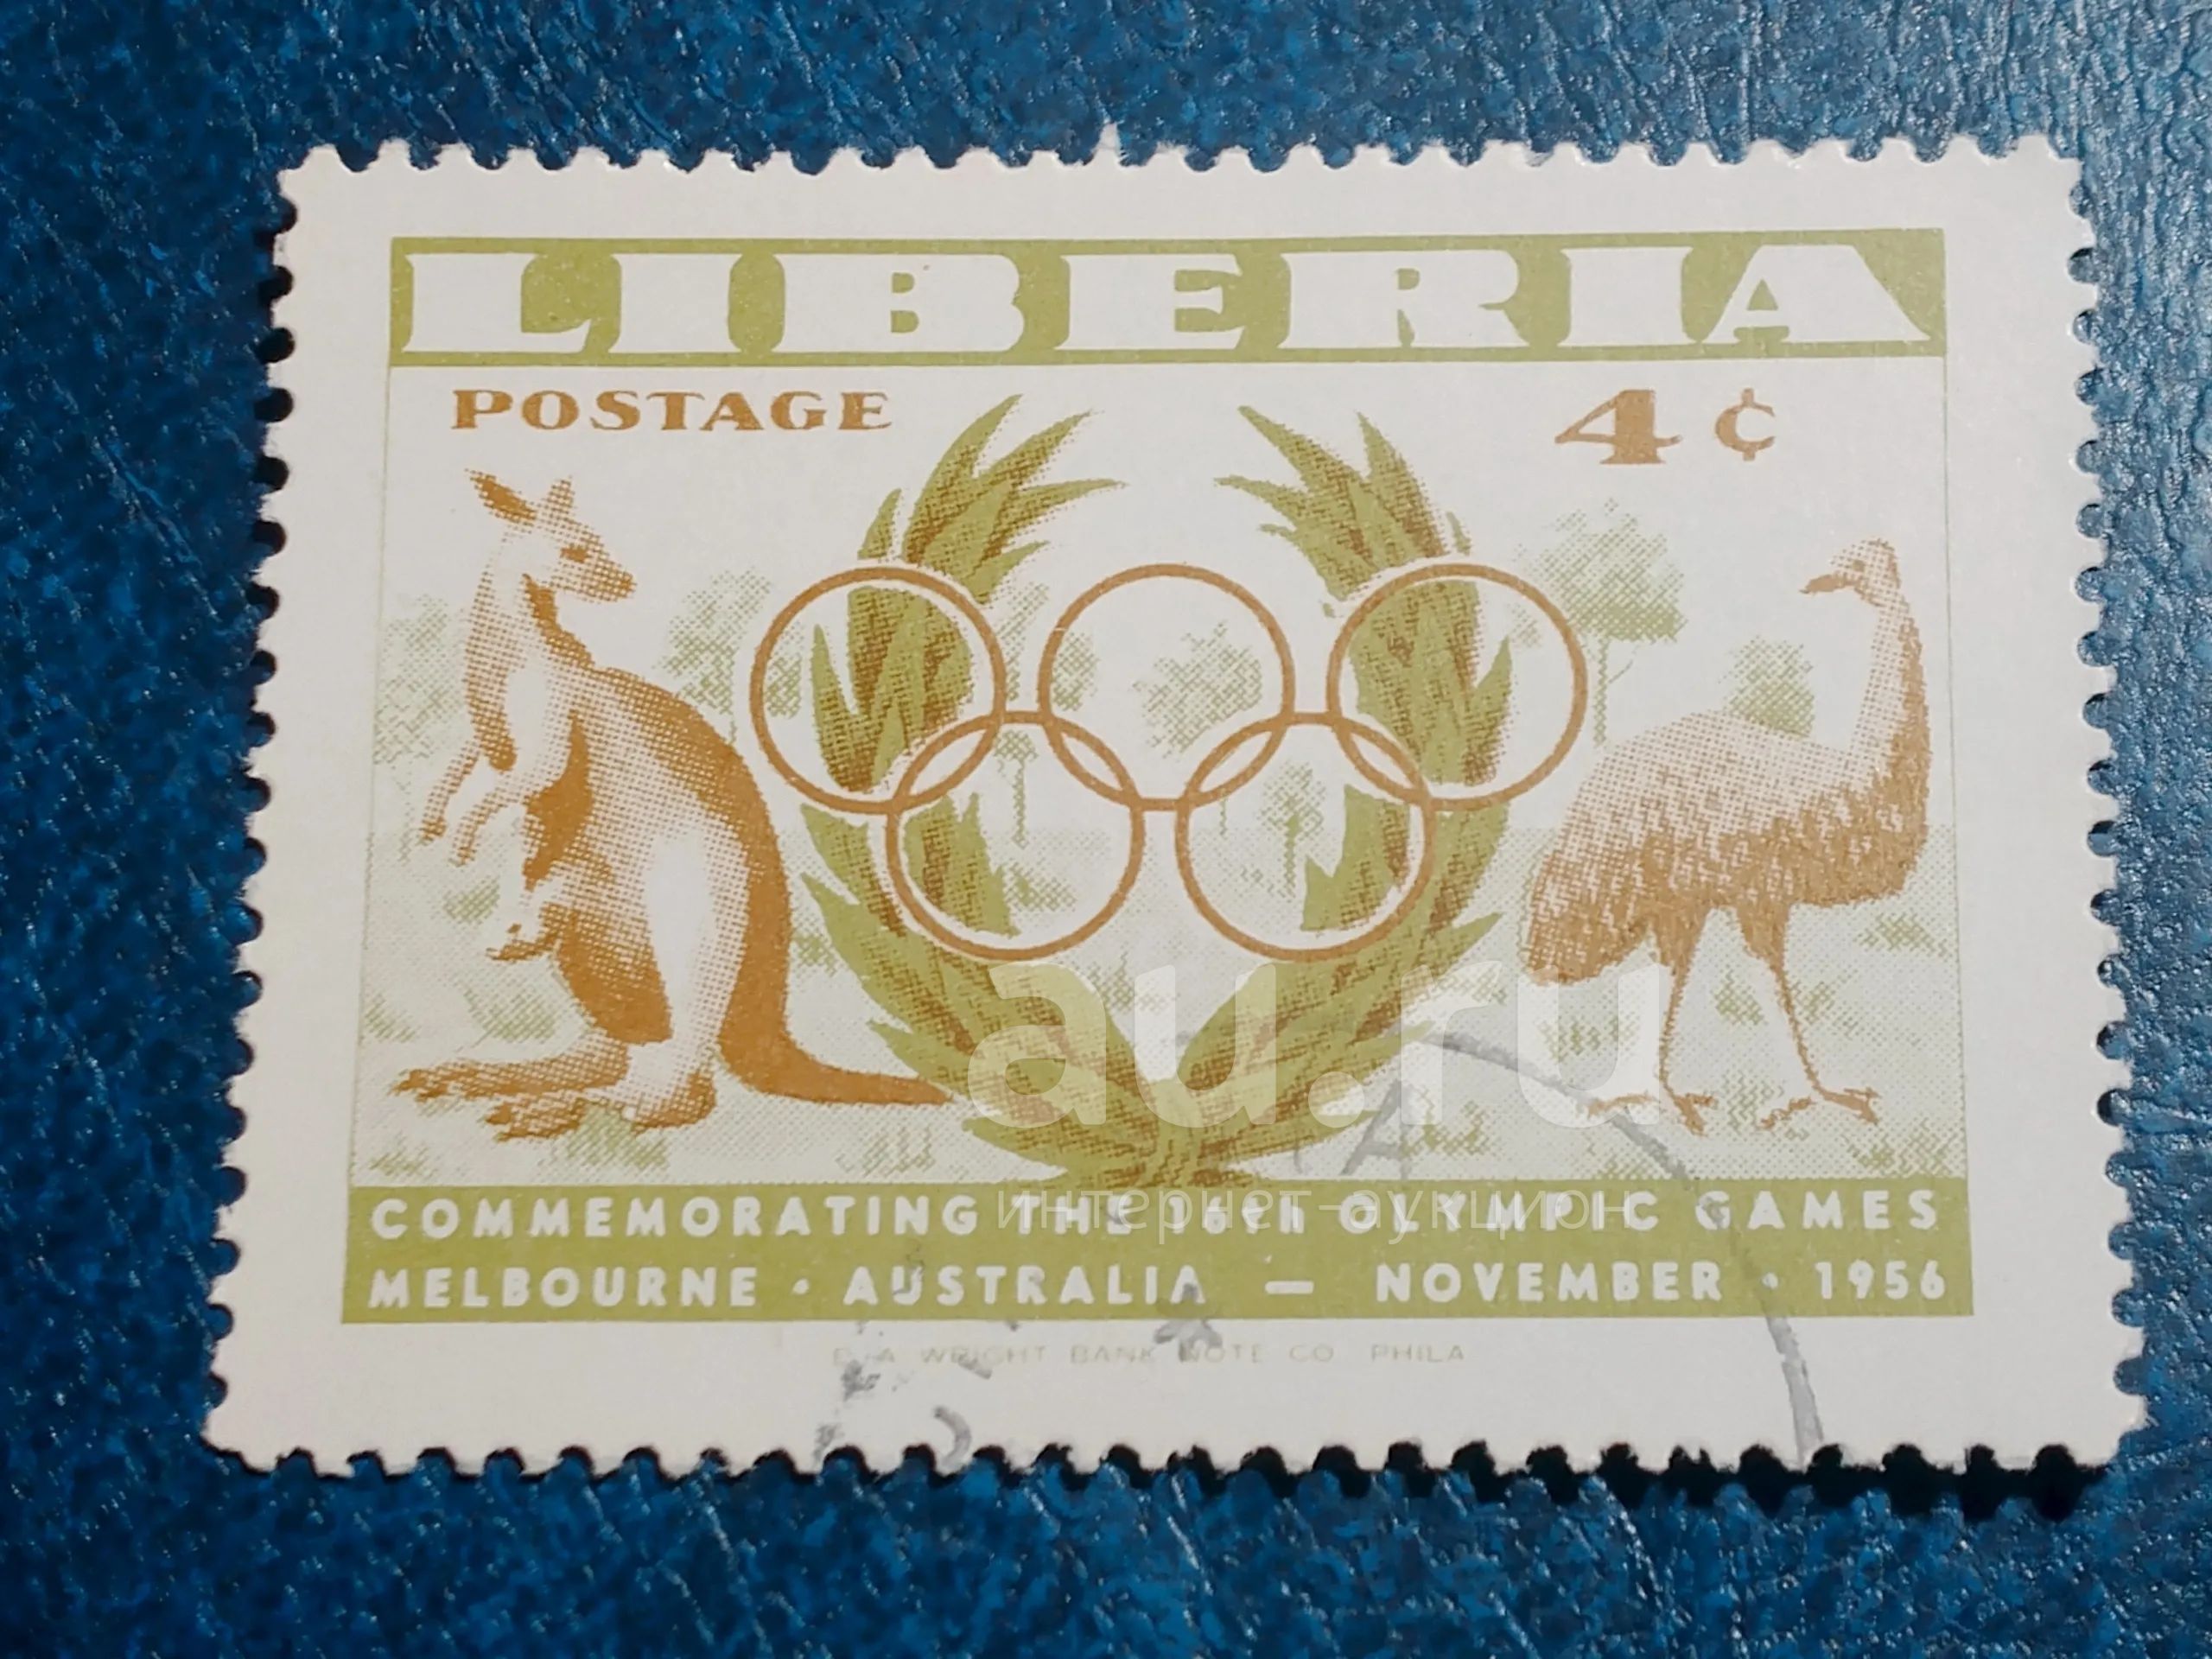 LIBERIA
POSTAGE
4 ¢
au.ru
A
интернет-аукцион
COMMEMORATING THE 16th OLYMPIC GAMES
MELBOURNE · AUSTRALIA — NOVEMBER · 1956
E. A. WRIGHT BANK NOTE CO. PHILA